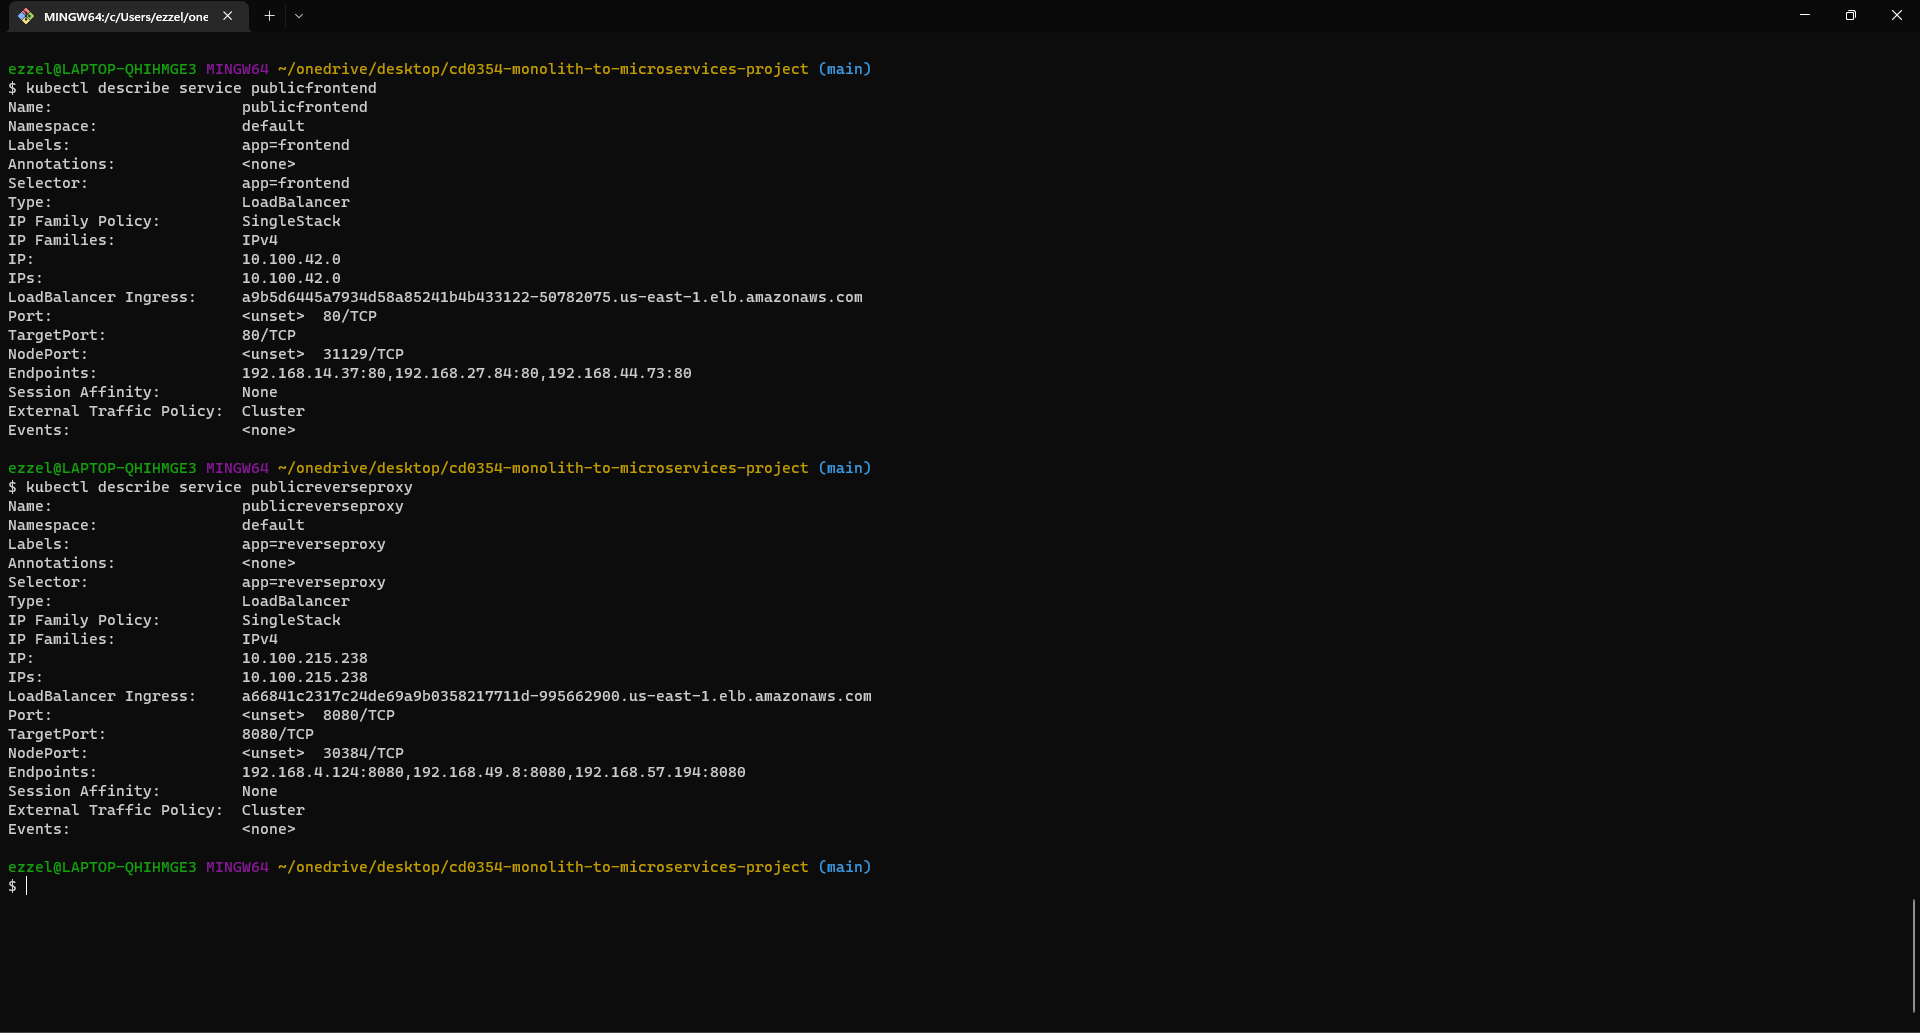 MINGW64:/c/Users/ezzel/one
ezzel@LAPTOP-QHIHMGE3 MINGW64 ~/onedrive/desktop/cd0354-monolith-to-microservices-project (main)
$ kubectl describe service publicfrontend
Name: publicfrontend
Namespace: default
Labels: app=frontend
Annotations: <none>
Selector: app=frontend
Type: LoadBalancer
IP Family Policy: SingleStack
IP Families: IPv4
IP: 10.100.42.0
IPs: 10.100.42.0
LoadBalancer Ingress: a9b5d6445a7934d58a85241b4b433122-50782075.us-east-1.elb.amazonaws.com
Port: <unset> 80/TCP
TargetPort: 80/TCP
NodePort: <unset> 31129/TCP
Endpoints: 192.168.14.37:80,192.168.27.84:80,192.168.44.73:80
Session Affinity: None
External Traffic Policy: Cluster
Events: <none>
ezzel@LAPTOP-QHIHMGE3 MINGW64 ~/onedrive/desktop/cd0354-monolith-to-microservices-project (main)
$ kubectl describe service publicreverseproxy
Name: publicreverseproxy
Namespace: default
Labels: app=reverseproxy
Annotations: <none>
Selector: app=reverseproxy
Type: LoadBalancer
IP Family Policy: SingleStack
IP Families: IPv4
IP: 10.100.215.238
IPs: 10.100.215.238
LoadBalancer Ingress: a66841c2317c24de69a9b0358217711d-995662900.us-east-1.elb.amazonaws.com
Port: <unset> 8080/TCP
TargetPort: 8080/TCP
NodePort: <unset> 30384/TCP
Endpoints: 192.168.4.124:8080,192.168.49.8:8080,192.168.57.194:8080
Session Affinity: None
External Traffic Policy: Cluster
Events: <none>
ezzel@LAPTOP-QHIHMGE3 MINGW64 ~/onedrive/desktop/cd0354-monolith-to-microservices-project (main)
$